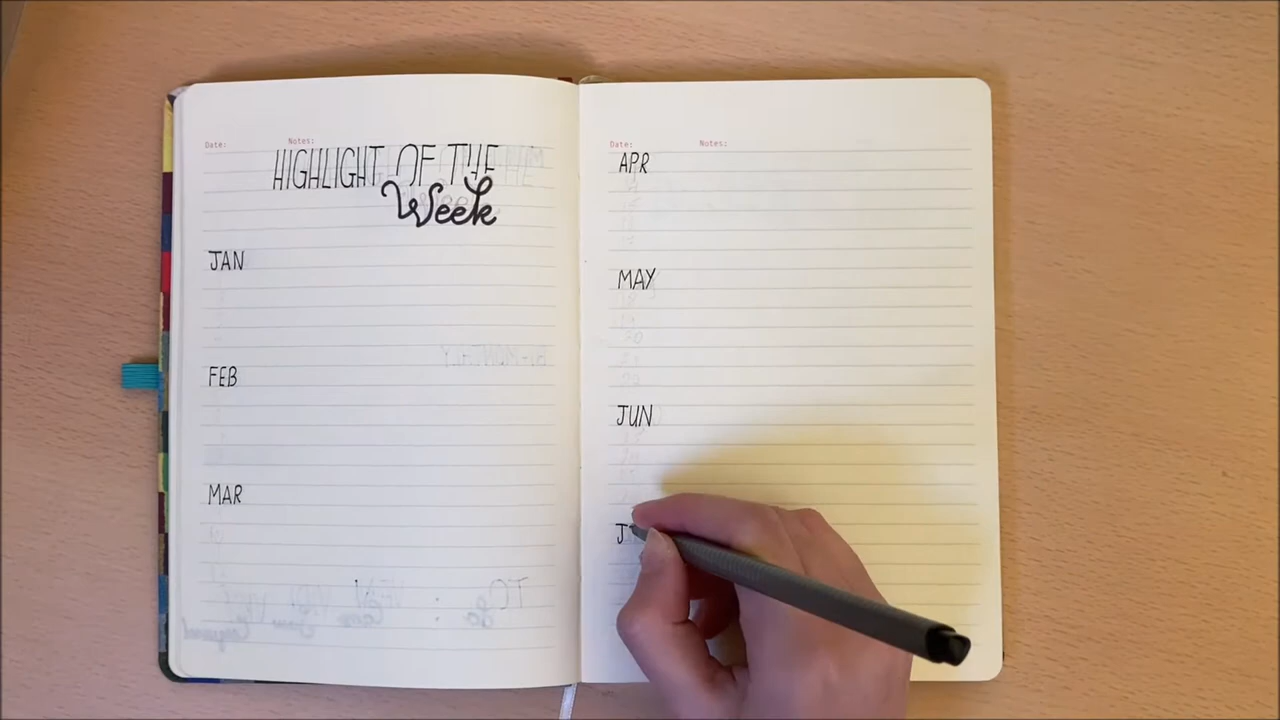 Date: Notes:
HIGHLIGHT OF THE
Week
JAN
FEB
MAR
Date: Notes:
APR
MAY
JUN